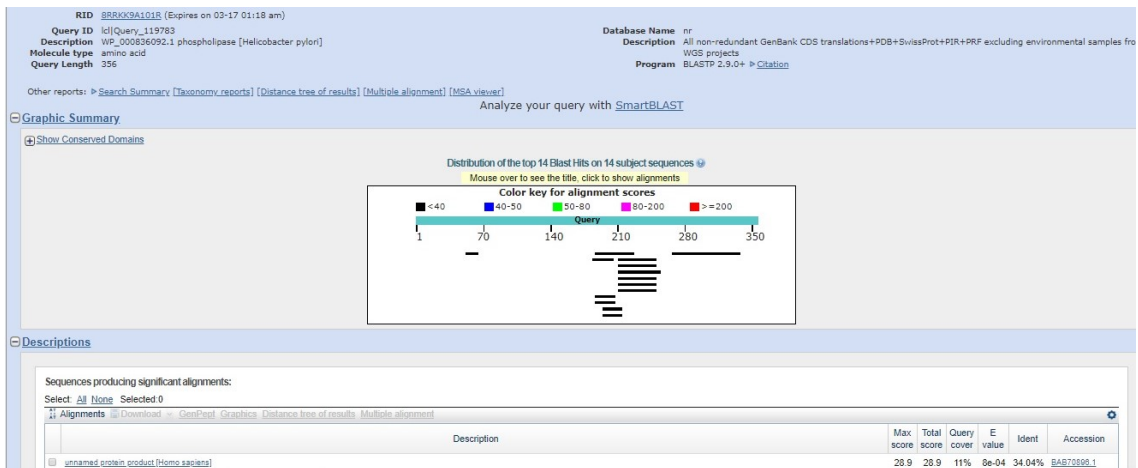 RID 8RRKK9A101R (Expires on 03-17 01:18 am)
Query ID lcl|Query_119783
Description WP_000836092.1 phospholipase [Helicobacter pylori]
Molecule type amino acid
Query Length 356
Database Name nr
Description All non-redundant GenBank CDS translations+PDB+SwissProt+PIR+PRF excluding environmental samples fro
WGS projects
Program BLASTP 2.9.0+ Citation
Other reports: Search Summary [Taxonomy reports] [Distance tree of results] [Multiple alignment] [MSA viewer]
Analyze your query with SmartBLAST
Graphic Summary
Show Conserved Domains
Distribution of the top 14 Blast Hits on 14 subject sequences
Mouse over to see the title, click to show alignments
Color key for alignment scores
<40 40-50 50-80 80-200 >=200
Query
1 70 140 210 280 350
Descriptions
Sequences producing significant alignments:
Select: All None Selected:0
Alignments Download GenPept Graphics Distance tree of results Multiple alignment
Description Max score Total score Query cover E value Ident Accession
unnamed protein product [Homo sapiens] 28.9 28.9 11% 8e-04 34.04% BAB70896.1